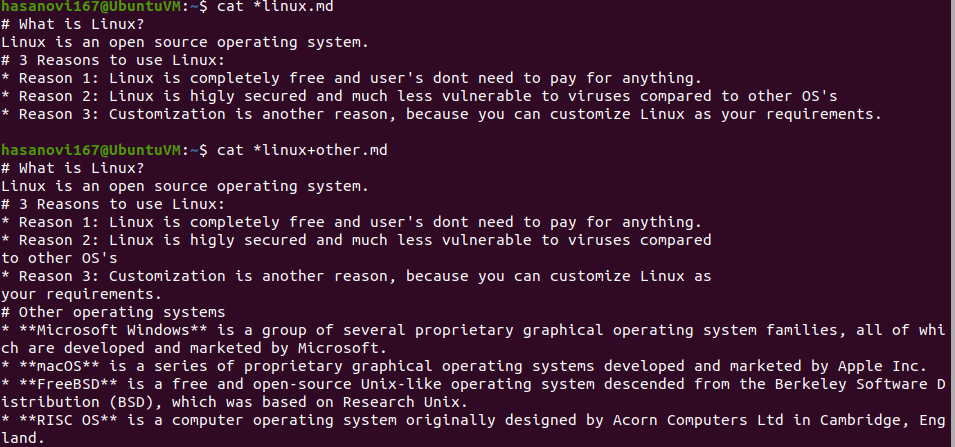 hasanovi167@UbuntuVM:~$ cat *linux.md
# What is Linux?
Linux is an open source operating system.
# 3 Reasons to use Linux:
* Reason 1: Linux is completely free and user's dont need to pay for anything.
* Reason 2: Linux is higly secured and much less vulnerable to viruses compared to other OS's
* Reason 3: Customization is another reason, because you can customize Linux as your requirements.

hasanovi167@UbuntuVM:~$ cat *linux+other.md
# What is Linux?
Linux is an open source operating system.
# 3 Reasons to use Linux:
* Reason 1: Linux is completely free and user's dont need to pay for anything.
* Reason 2: Linux is higly secured and much less vulnerable to viruses compared
to other OS's
* Reason 3: Customization is another reason, because you can customize Linux as
your requirements.
# Other operating systems
* **Microsoft Windows** is a group of several proprietary graphical operating system families, all of whi
ch are developed and marketed by Microsoft.
* **macOS** is a series of proprietary graphical operating systems developed and marketed by Apple Inc.
* **FreeBSD** is a free and open-source Unix-like operating system descended from the Berkeley Software D
istribution (BSD), which was based on Research Unix.
* **RISC OS** is a computer operating system originally designed by Acorn Computers Ltd in Cambridge, Eng
land.